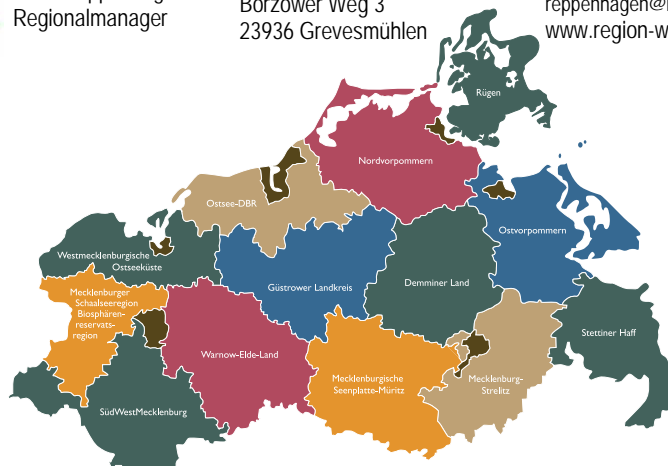 Regionalmanager
Borzower Weg 3
23936 Grevesmühlen
www.region-w
Rügen
Nordvorpommern
Ostsee-DBR
Ostvorpommern
Westmecklenburgische
Ostseeküste
Güstrower Landkreis
Demminer Land
Mecklenburger
Schaalseeregion
Biosphären-
reservats-
region
Stettiner Haff
Warnow-Elde-Land
Mecklenburgische
Seenplatte-Müritz
Mecklenburg-
Strelitz
SüdWestMecklenburg